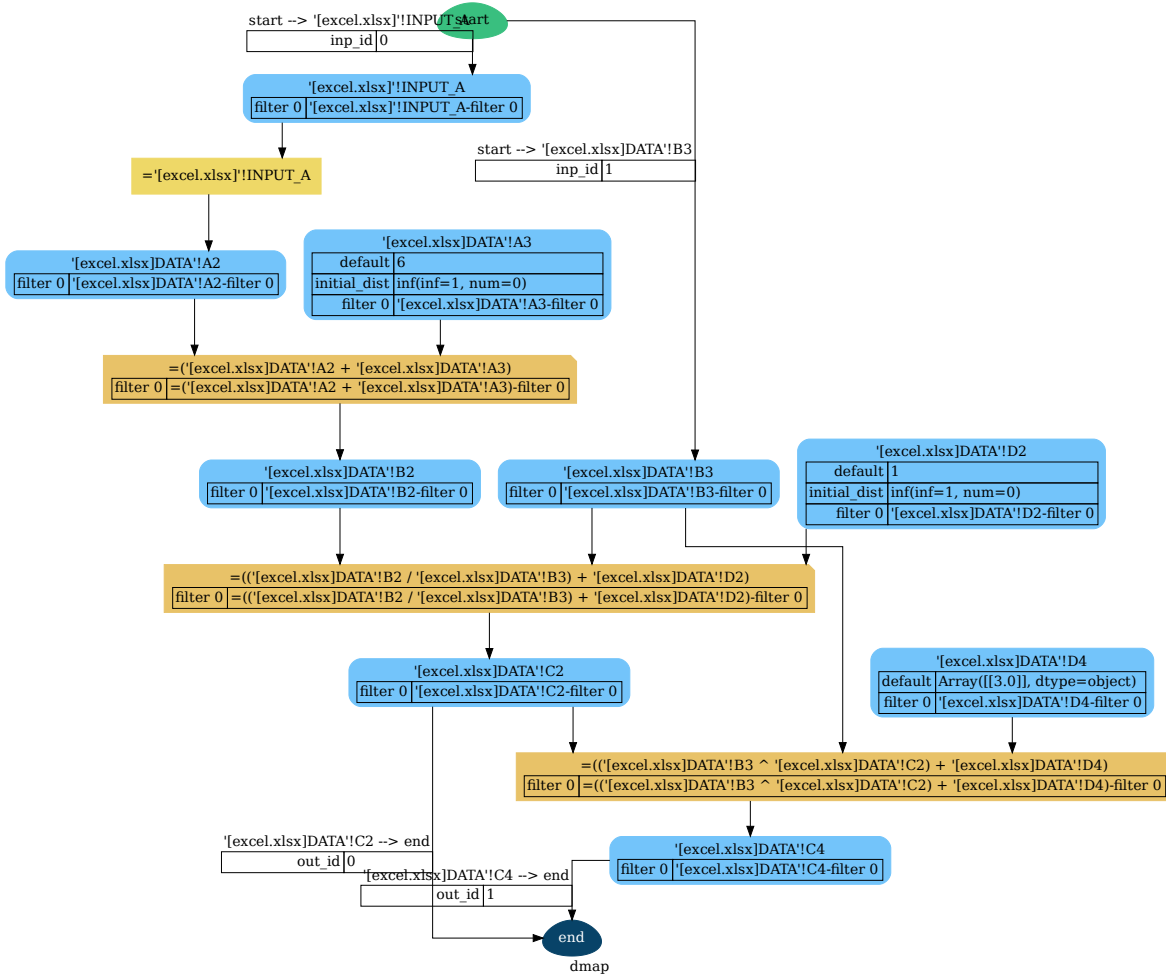 start --> '[excel.xlsx]'!INPUT_A
start
inp_id 0
'[excel.xlsx]'!INPUT_A
filter 0 '[excel.xlsx]'!INPUT_A-filter 0
start --> '[excel.xlsx]DATA'!B3
inp_id 1
='[excel.xlsx]'!INPUT_A
'[excel.xlsx]DATA'!A2
filter 0 '[excel.xlsx]DATA'!A2-filter 0
'[excel.xlsx]DATA'!A3
default 6
initial_dist inf(inf=1, num=0)
filter 0 '[excel.xlsx]DATA'!A3-filter 0
=('[excel.xlsx]DATA'!A2 + '[excel.xlsx]DATA'!A3)
filter 0 =('[excel.xlsx]DATA'!A2 + '[excel.xlsx]DATA'!A3)-filter 0
'[excel.xlsx]DATA'!B2
filter 0 '[excel.xlsx]DATA'!B2-filter 0
'[excel.xlsx]DATA'!B3
filter 0 '[excel.xlsx]DATA'!B3-filter 0
'[excel.xlsx]DATA'!D2
default 1
initial_dist inf(inf=1, num=0)
filter 0 '[excel.xlsx]DATA'!D2-filter 0
=(('[excel.xlsx]DATA'!B2 / '[excel.xlsx]DATA'!B3) + '[excel.xlsx]DATA'!D2)
filter 0 =(('[excel.xlsx]DATA'!B2 / '[excel.xlsx]DATA'!B3) + '[excel.xlsx]DATA'!D2)-filter 0
'[excel.xlsx]DATA'!C2
filter 0 '[excel.xlsx]DATA'!C2-filter 0
'[excel.xlsx]DATA'!D4
default Array([[3.0]], dtype=object)
filter 0 '[excel.xlsx]DATA'!D4-filter 0
=(('[excel.xlsx]DATA'!B3 ^ '[excel.xlsx]DATA'!C2) + '[excel.xlsx]DATA'!D4)
filter 0 =(('[excel.xlsx]DATA'!B3 ^ '[excel.xlsx]DATA'!C2) + '[excel.xlsx]DATA'!D4)-filter 0
'[excel.xlsx]DATA'!C2 --> end
out_id 0
'[excel.xlsx]DATA'!C4
filter 0 '[excel.xlsx]DATA'!C4-filter 0
'[excel.xlsx]DATA'!C4 --> end
out_id 1
end
dmap